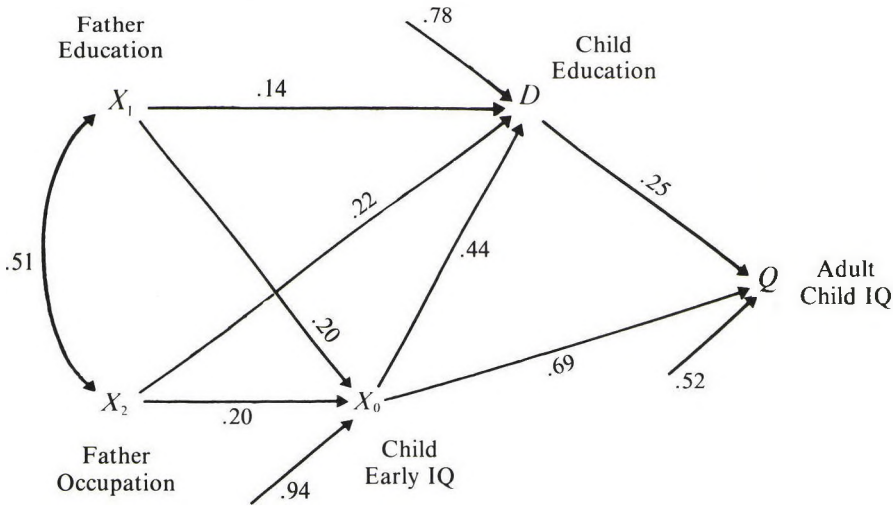 Father
Education
.78
Child
Education
X₁
.14
D
.22
.25
.51
.44
Q
Adult
Child IQ
.20
.69
.52
X₂
.20
X₀
Father
Occupation
Child
Early IQ
.94